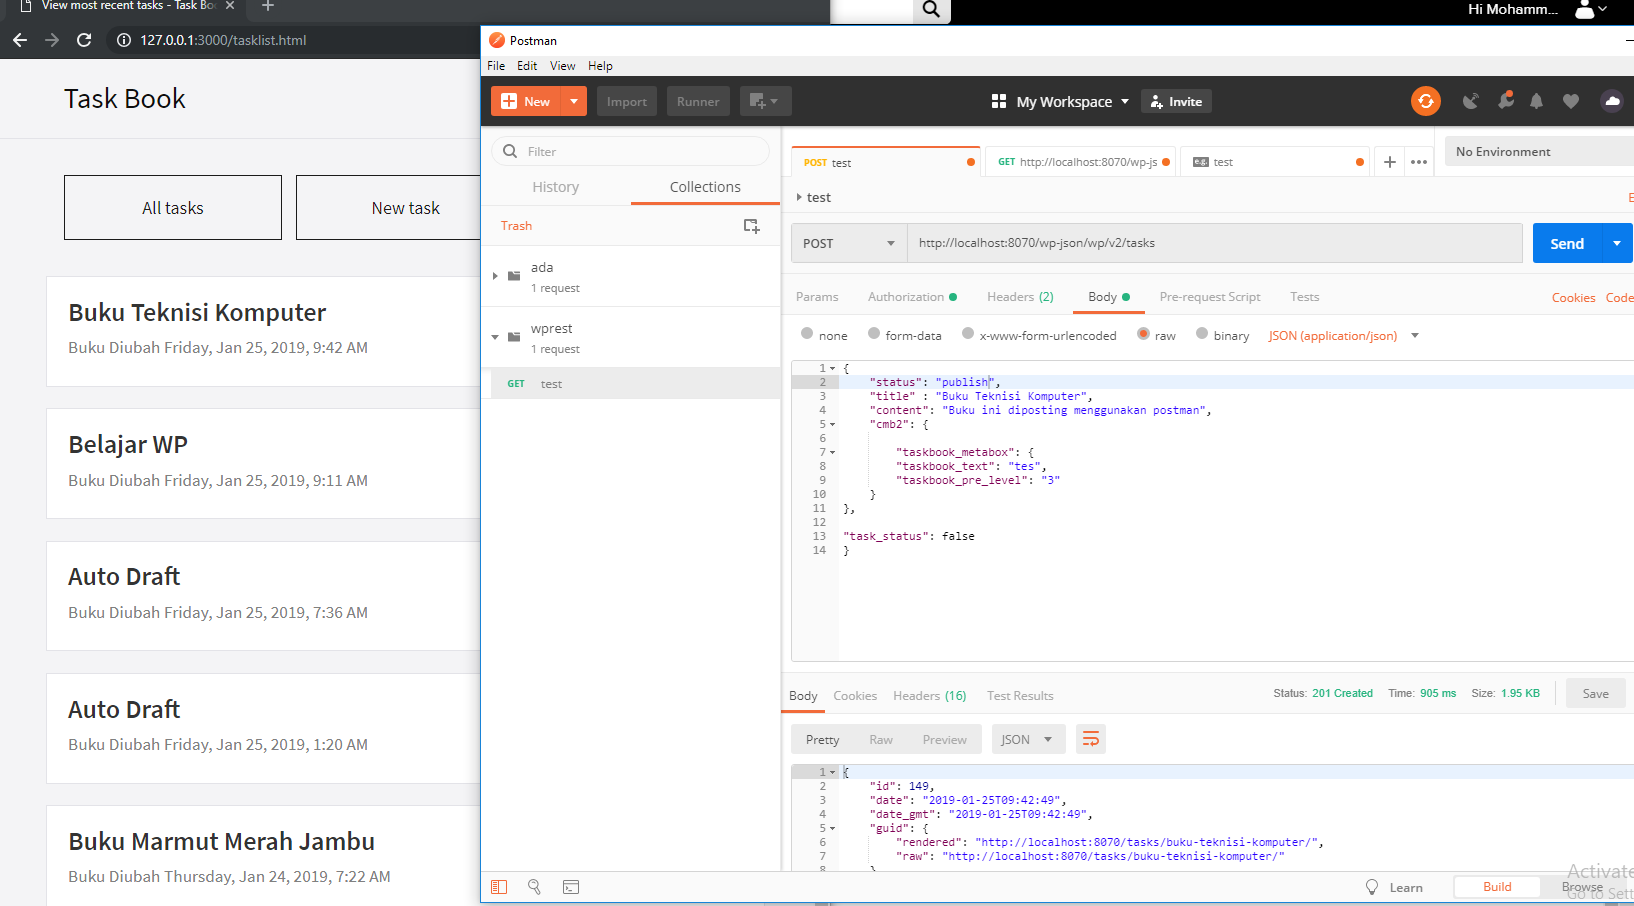 View most recent tasks - Task Bo
127.0.0.1:3000/tasklist.html
Hi Mohamm...
Task Book
All tasks
New task
Buku Teknisi Komputer
Buku Diubah Friday, Jan 25, 2019, 9:42 AM
Belajar WP
Buku Diubah Friday, Jan 25, 2019, 9:11 AM
Auto Draft
Buku Diubah Friday, Jan 25, 2019, 7:36 AM
Auto Draft
Buku Diubah Friday, Jan 25, 2019, 1:20 AM
Buku Marmut Merah Jambu
Buku Diubah Thursday, Jan 24, 2019, 7:22 AM
Postman
File Edit View Help
New Import Runner My Workspace Invite
Filter
History Collections
Trash
ada
1 request
wprest
1 request
GET test
POST test GET http://localhost:8070/wp-js e.g. test ••• No Environment
test
POST http://localhost:8070/wp-json/wp/v2/tasks Send
Params Authorization Headers (2) Body Pre-request Script Tests Cookies Code
none form-data x-www-form-urlencoded raw binary JSON (application/json)
1 {
2 "status": "publish",
3 "title" : "Buku Teknisi Komputer",
4 "content": "Buku ini diposting menggunakan postman",
5 "cmb2": {
6
7 "taskbook_metabox": {
8 "taskbook_text": "tes",
9 "taskbook_pre_level": "3"
10 }
11 },
12
13 "task_status": false
14 }
Body Cookies Headers (16) Test Results Status: 201 Created Time: 905 ms Size: 1.95 KB Save
Pretty Raw Preview JSON
1 {
2 "id": 149,
3 "date": "2019-01-25T09:42:49",
4 "date_gmt": "2019-01-25T09:42:49",
5 "guid": {
6 "rendered": "http://localhost:8070/tasks/buku-teknisi-komputer/",
7 "raw": "http://localhost:8070/tasks/buku-teknisi-komputer/"
8 }
Activate
Learn Build Browse
Go to Sett